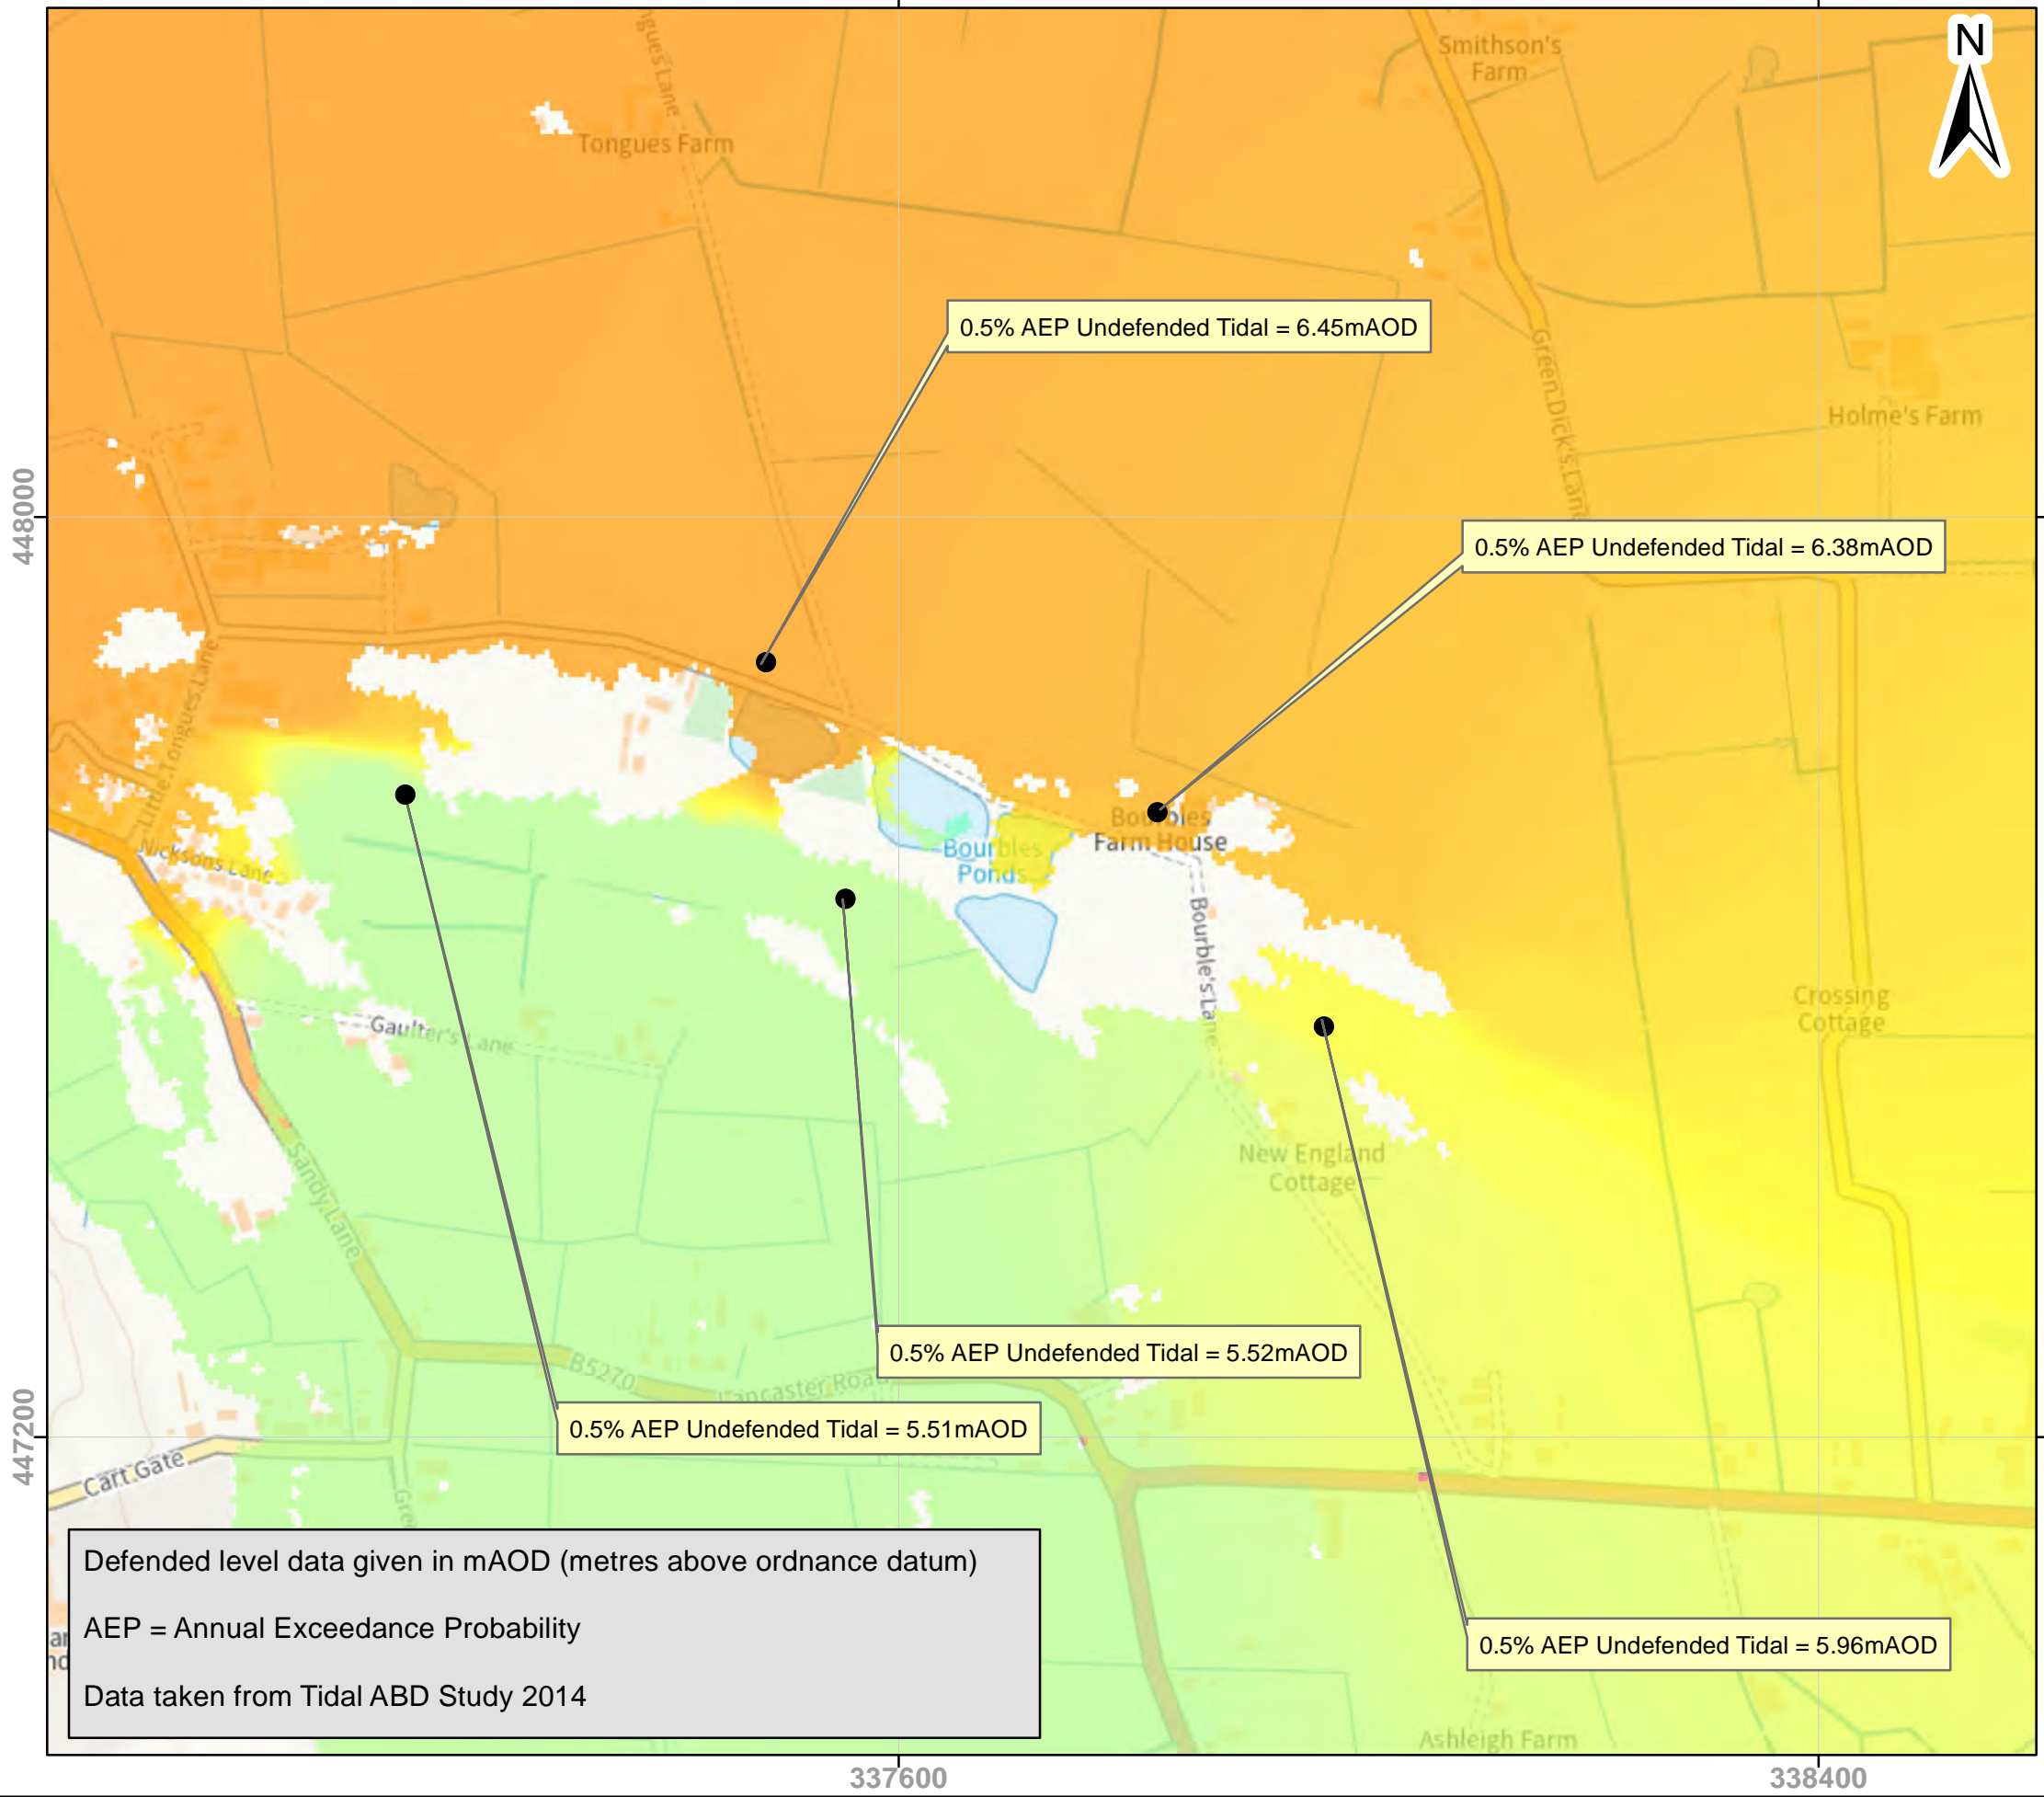 N
Smithson's
Farm
Tongues Lane
Tongues Farm
0.5% AEP Undefended Tidal = 6.45mAOD
Green Dick's Lane
Holme's Farm
448000
0.5% AEP Undefended Tidal = 6.38mAOD
Little Tongues Lane
Bourbles
Farm House
Bourbles
Ponds
Nicksons Lane
Bourble's Lane
Crossing
Cottage
Gaulter's Lane
New England
Cottage
Sandy Lane
0.5% AEP Undefended Tidal = 5.52mAOD
B5270
Lancaster Road
0.5% AEP Undefended Tidal = 5.51mAOD
447200
Cart Gate
Gree
Defended level data given in mAOD (metres above ordnance datum)
AEP = Annual Exceedance Probability
Data taken from Tidal ABD Study 2014
0.5% AEP Undefended Tidal = 5.96mAOD
Ashleigh Farm
337600
338400